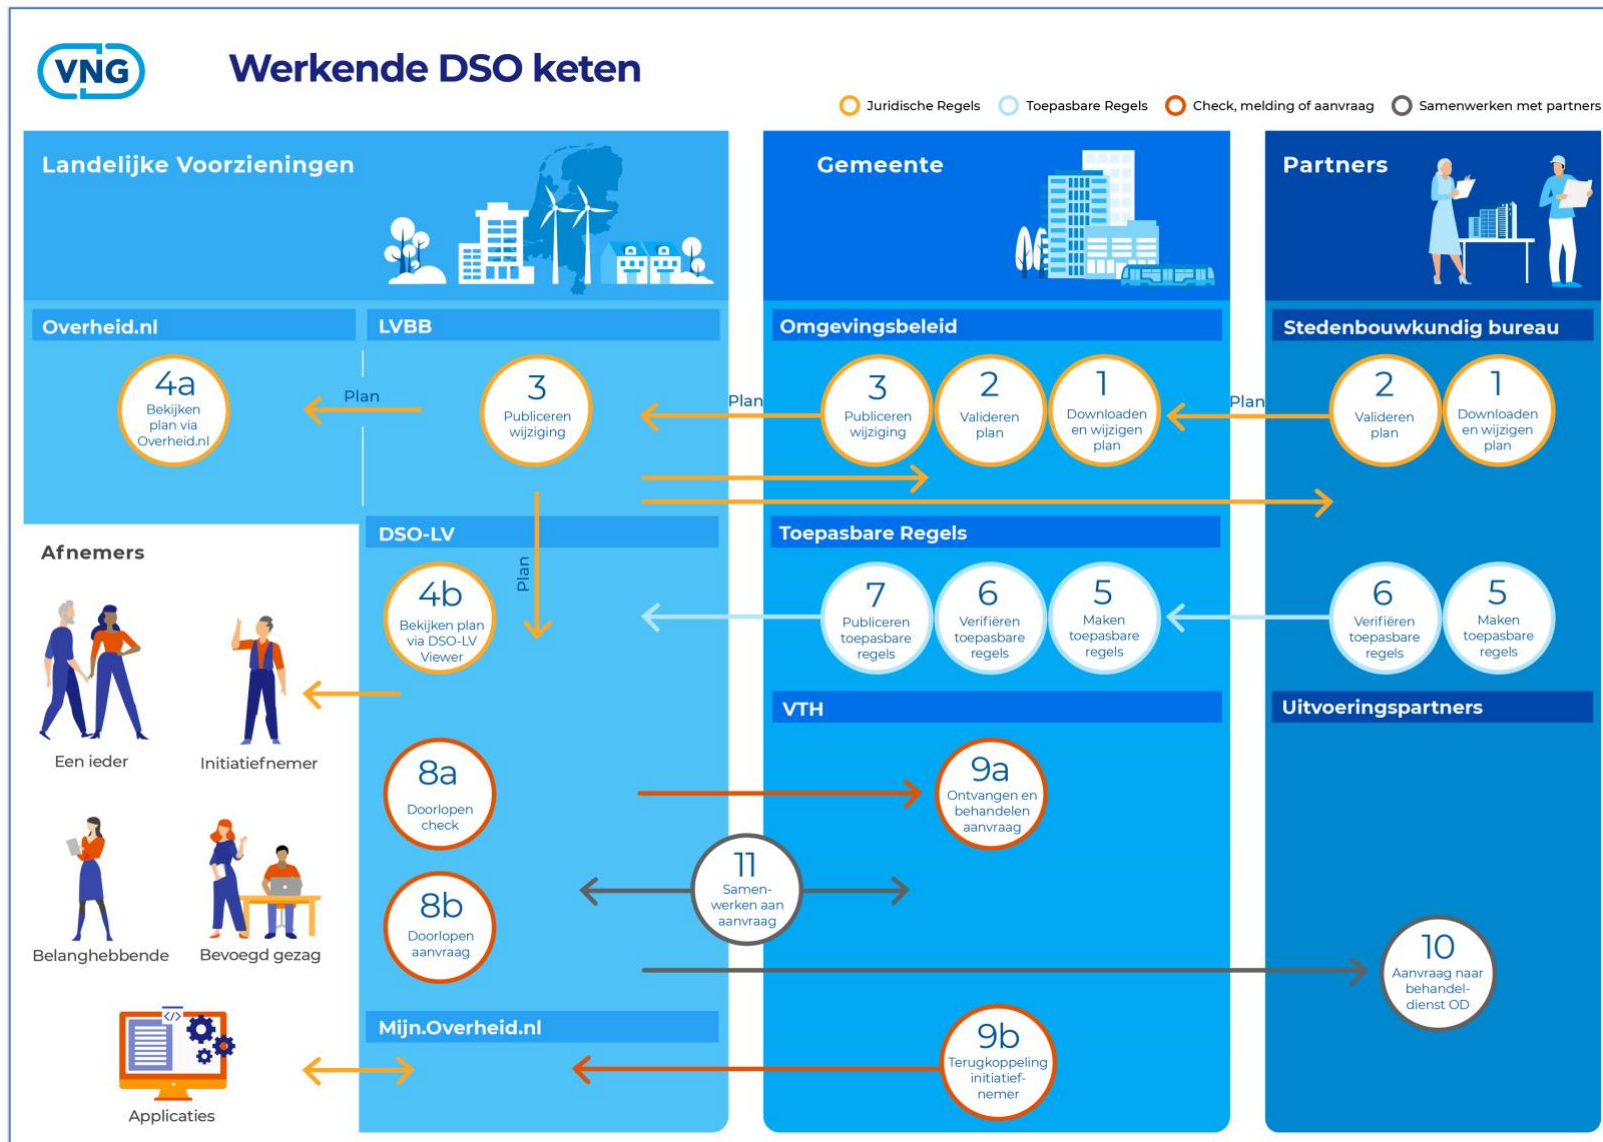 VNG
Werkende DSO keten
Juridische Regels
Toepasbare Regels
Check, melding of aanvraag
Samenwerken met partners
Landelijke Voorzieningen
Gemeente
Partners
Overheid.nl
LVBB
Omgevingsbeleid
Stedenbouwkundig bureau
4a
Bekijken
plan via
Overheid.nl
Plan
3
Publiceren
wijziging
Plan
3
Publiceren
wijziging
2
Valideren
plan
1
Downloaden
en wijzigen
plan
Plan
2
Valideren
plan
1
Downloaden
en wijzigen
plan
Afnemers
DSO-LV
Toepasbare Regels
Plan
4b
Bekijken plan
via DSO-LV
Viewer
7
Publiceren
toepasbare
regels
6
Verifiëren
toepasbare
regels
5
Maken
toepasbare
regels
6
Verifiëren
toepasbare
regels
5
Maken
toepasbare
regels
VTH
Uitvoeringspartners
Een ieder
Initiatiefnemer
8a
Doorlopen
check
9a
Ontvangen en
behandelen
aanvraag
11
Samen-
werken aan
aanvraag
8b
Doorlopen
aanvraag
Belanghebbende
Bevoegd gezag
10
Aanvraag naar
behandel-
dienst OD
</>
Mijn.Overheid.nl
9b
Terugkoppeling
initiatief-
nemer
Applicaties